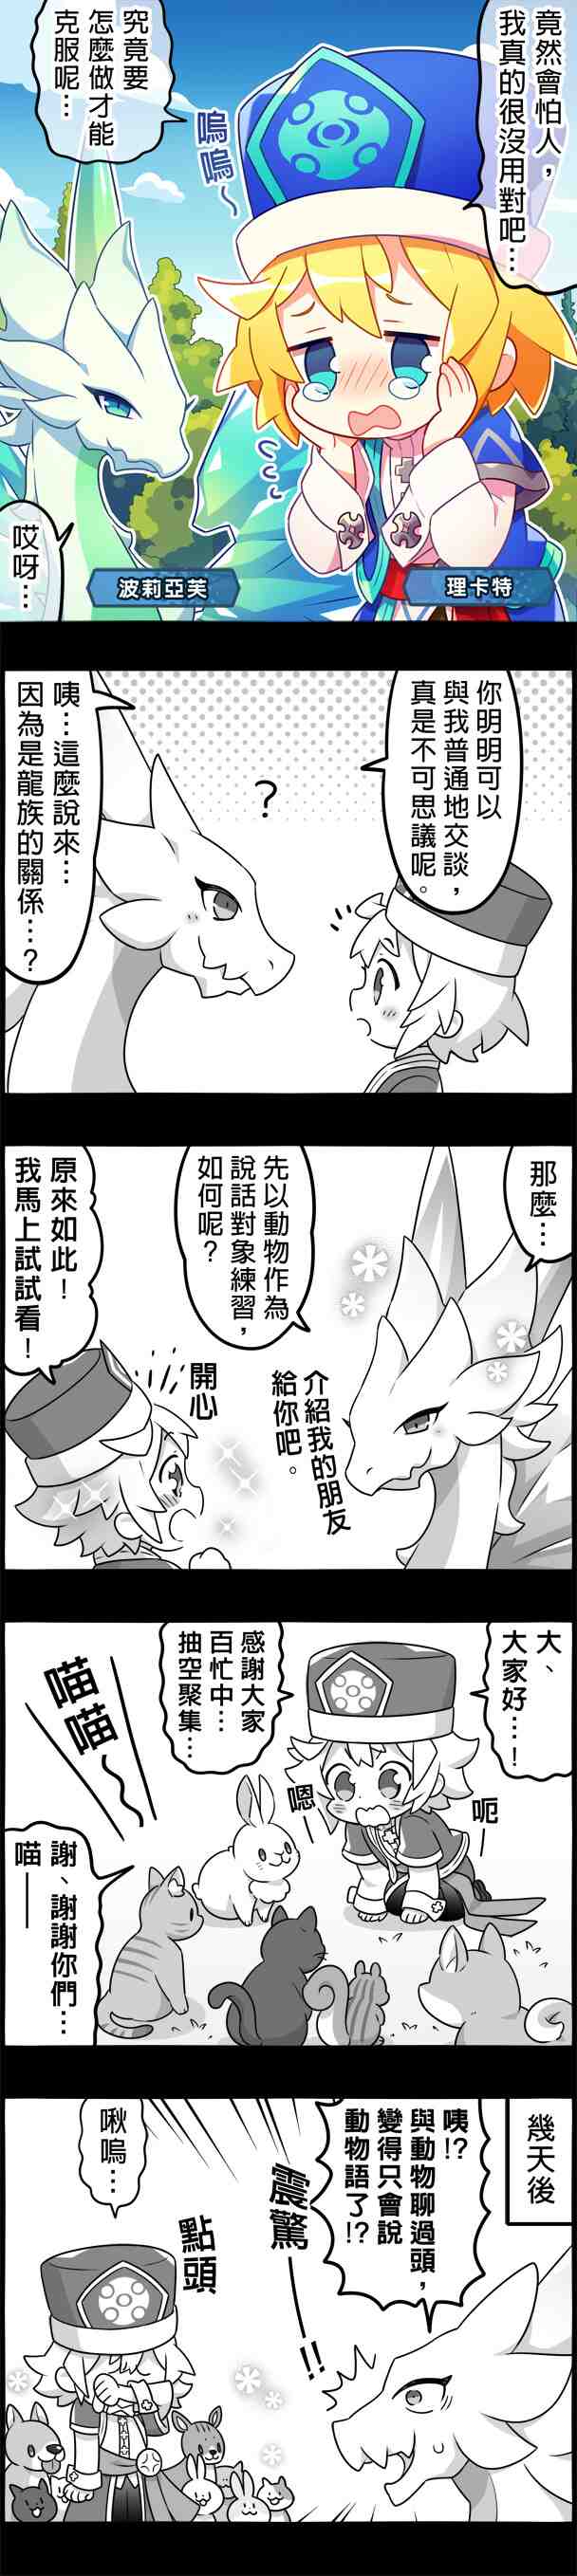 竟然會怕人，
我真的很沒用對吧…
嗚嗚～
究竟要
怎麼做才能
克服呢…
哎呀…
波莉亞芙
理卡特
你明明可以
與我普通地交談，
真是不可思議呢。
？
咦…這麼說來…
因為是龍族的關係…？
那麼…
先以動物作為
說話對象練習，
如何呢？
介紹我的朋友
給你吧。
開心
原來如此！
我馬上試試看！
大、
大家好…！
呃—
嗯—
感謝大家
百忙中…
抽空聚集…
喵喵～
謝、謝謝你們…
喵——
幾天後
咦!?
與動物聊過頭，
變得只會說
動物語了!?
震驚——!!
點頭
啾嗚…